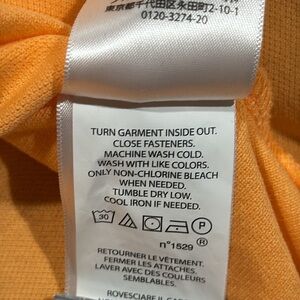 東京都千代田区永田町2-10-1
0120-3274-20
TURN GARMENT INSIDE OUT.
CLOSE FASTENERS.
MACHINE WASH COLD.
WASH WITH LIKE COLORS.
ONLY NON-CHLORINE BLEACH
WHEN NEEDED.
TUMBLE DRY LOW.
COOL IRON IF NEEDED.
30 P
n°1529 ®
RETOURNER LE VÊTEMENT.
FERMER LES ATTACHES.
LAVER AVEC DES COULEURS
SEMBLABLES.
ROVESCIARE IL